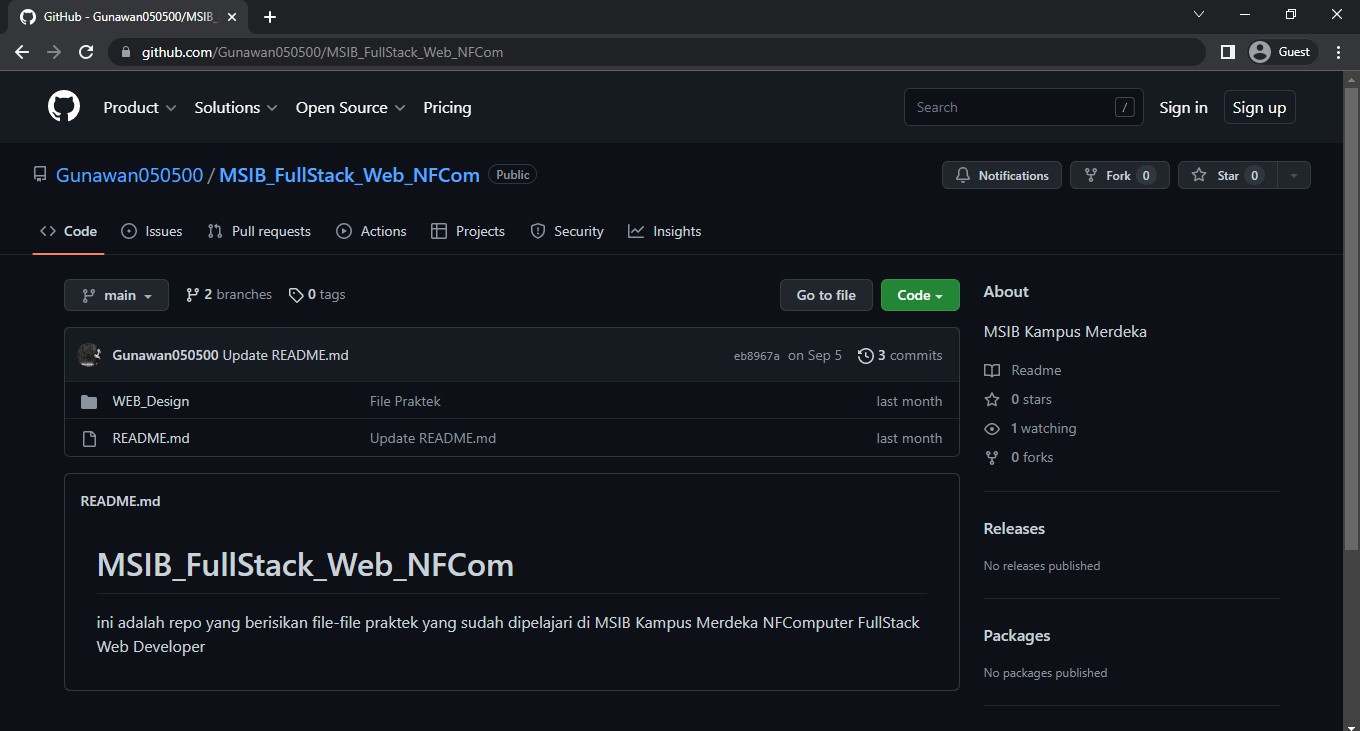 GitHub - Gunawan050500/MSIB_
github.com/Gunawan050500/MSIB_FullStack_Web_NFCom
Guest
Product Solutions Open Source Pricing
Search /
Sign in Sign up
Gunawan050500 / MSIB_FullStack_Web_NFCom Public
Notifications Fork 0 Star 0
Code Issues Pull requests Actions Projects Security Insights
main 2 branches 0 tags
Go to file Code
Gunawan050500 Update README.md eb8967a on Sep 5 3 commits
WEB_Design File Praktek last month
README.md Update README.md last month
README.md
MSIB_FullStack_Web_NFCom
ini adalah repo yang berisikan file-file praktek yang sudah dipelajari di MSIB Kampus Merdeka NFComputer FullStack
Web Developer
About
MSIB Kampus Merdeka
Readme
0 stars
1 watching
0 forks
Releases
No releases published
Packages
No packages published